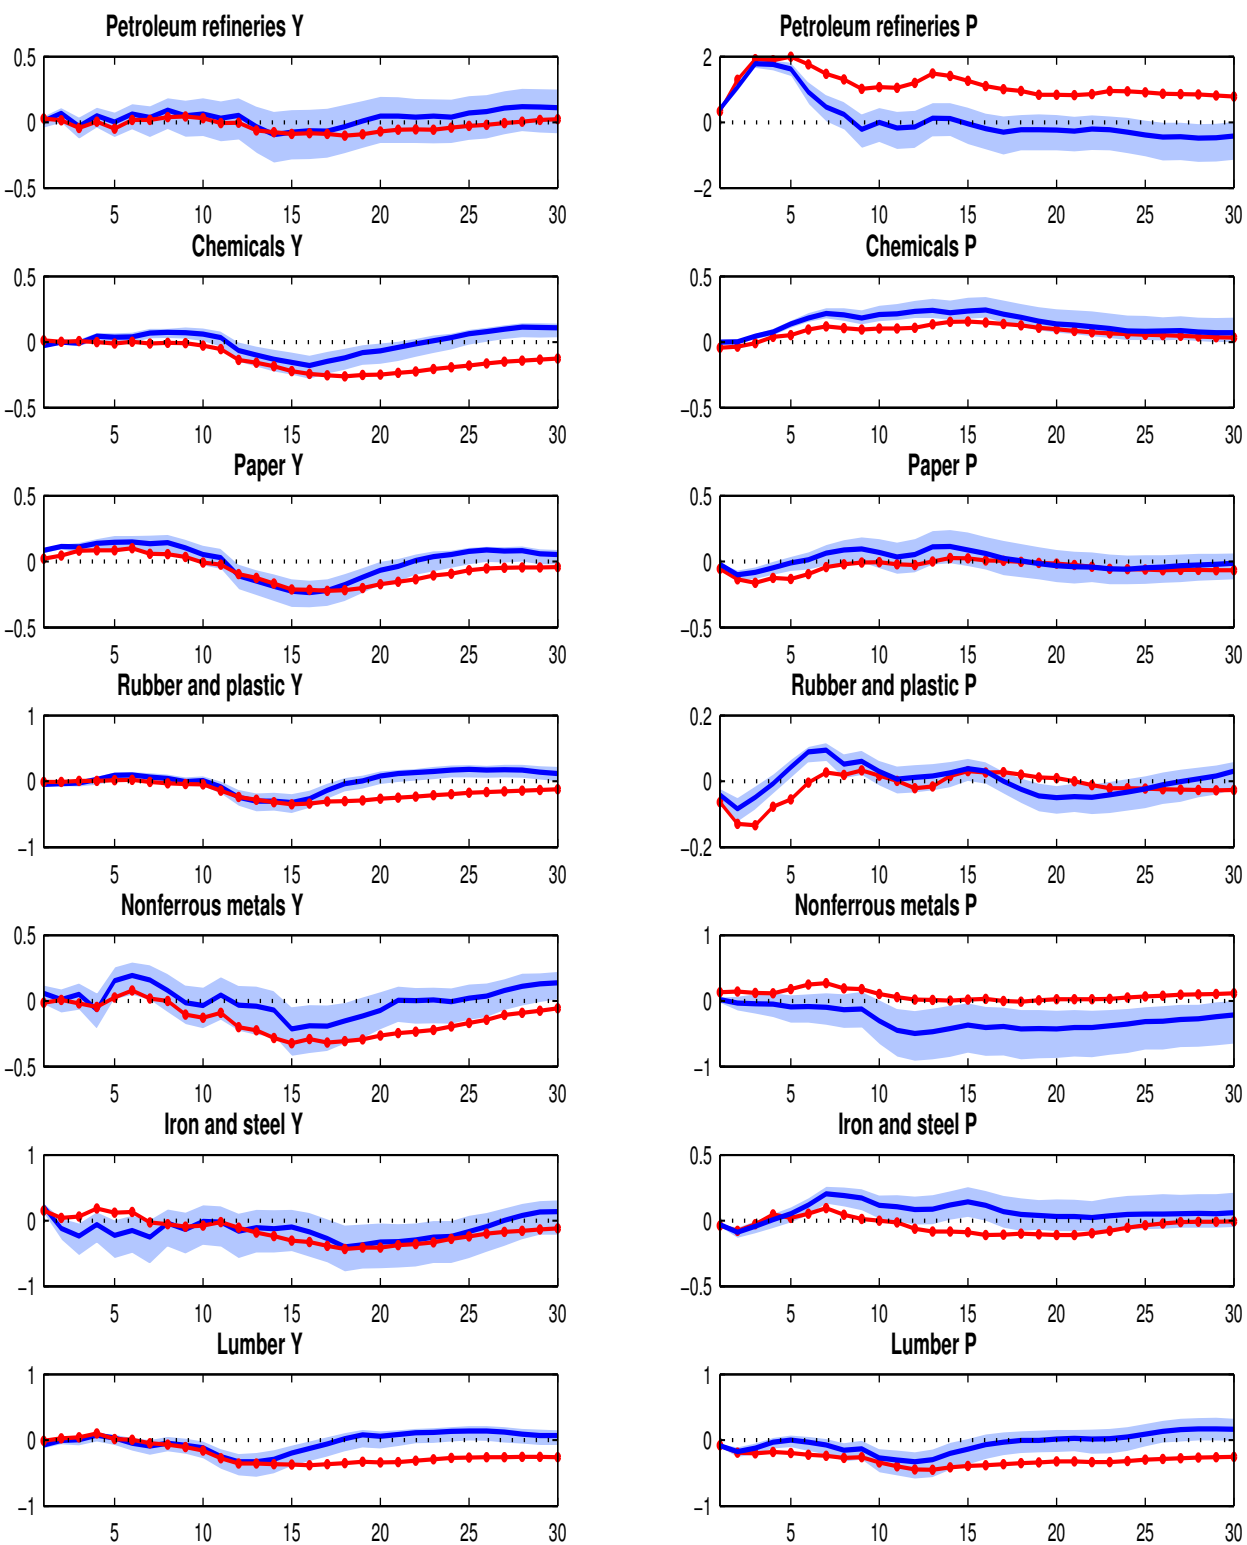 Petroleum refineries Y
0.5
0
−0.5
5 10 15 20 25 30
Petroleum refineries P
2
0
−2
5 10 15 20 25 30
Chemicals Y
0.5
0
−0.5
5 10 15 20 25 30
Chemicals P
0.5
0
−0.5
5 10 15 20 25 30
Paper Y
0.5
0
−0.5
5 10 15 20 25 30
Paper P
0.5
0
−0.5
5 10 15 20 25 30
Rubber and plastic Y
1
0
−1
5 10 15 20 25 30
Rubber and plastic P
0.2
0
−0.2
5 10 15 20 25 30
Nonferrous metals Y
0.5
0
−0.5
5 10 15 20 25 30
Nonferrous metals P
1
0
−1
5 10 15 20 25 30
Iron and steel Y
1
0
−1
5 10 15 20 25 30
Iron and steel P
0.5
0
−0.5
5 10 15 20 25 30
Lumber Y
1
0
−1
5 10 15 20 25 30
Lumber P
1
0
−1
5 10 15 20 25 30